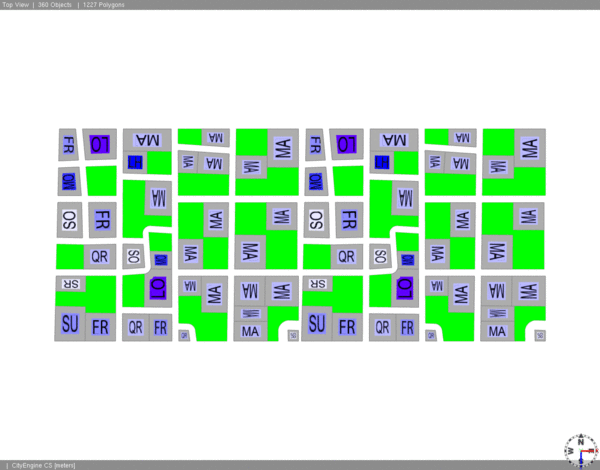 Top View | 360 Objects | 1227 Polygons
FR LO MA MA MA FR LO MA MA MA
MA MA MA MA MA MA
MA MA
SO FR MA MA SO FR MA MA
QR SO MA MA QR SO MA MA
SR LO MA MA MA MA SR LO MA MA MA MA
SU FR QR FR MA SU FR QR FR MA
N
W
E
S
| CityEngine CS [meters]